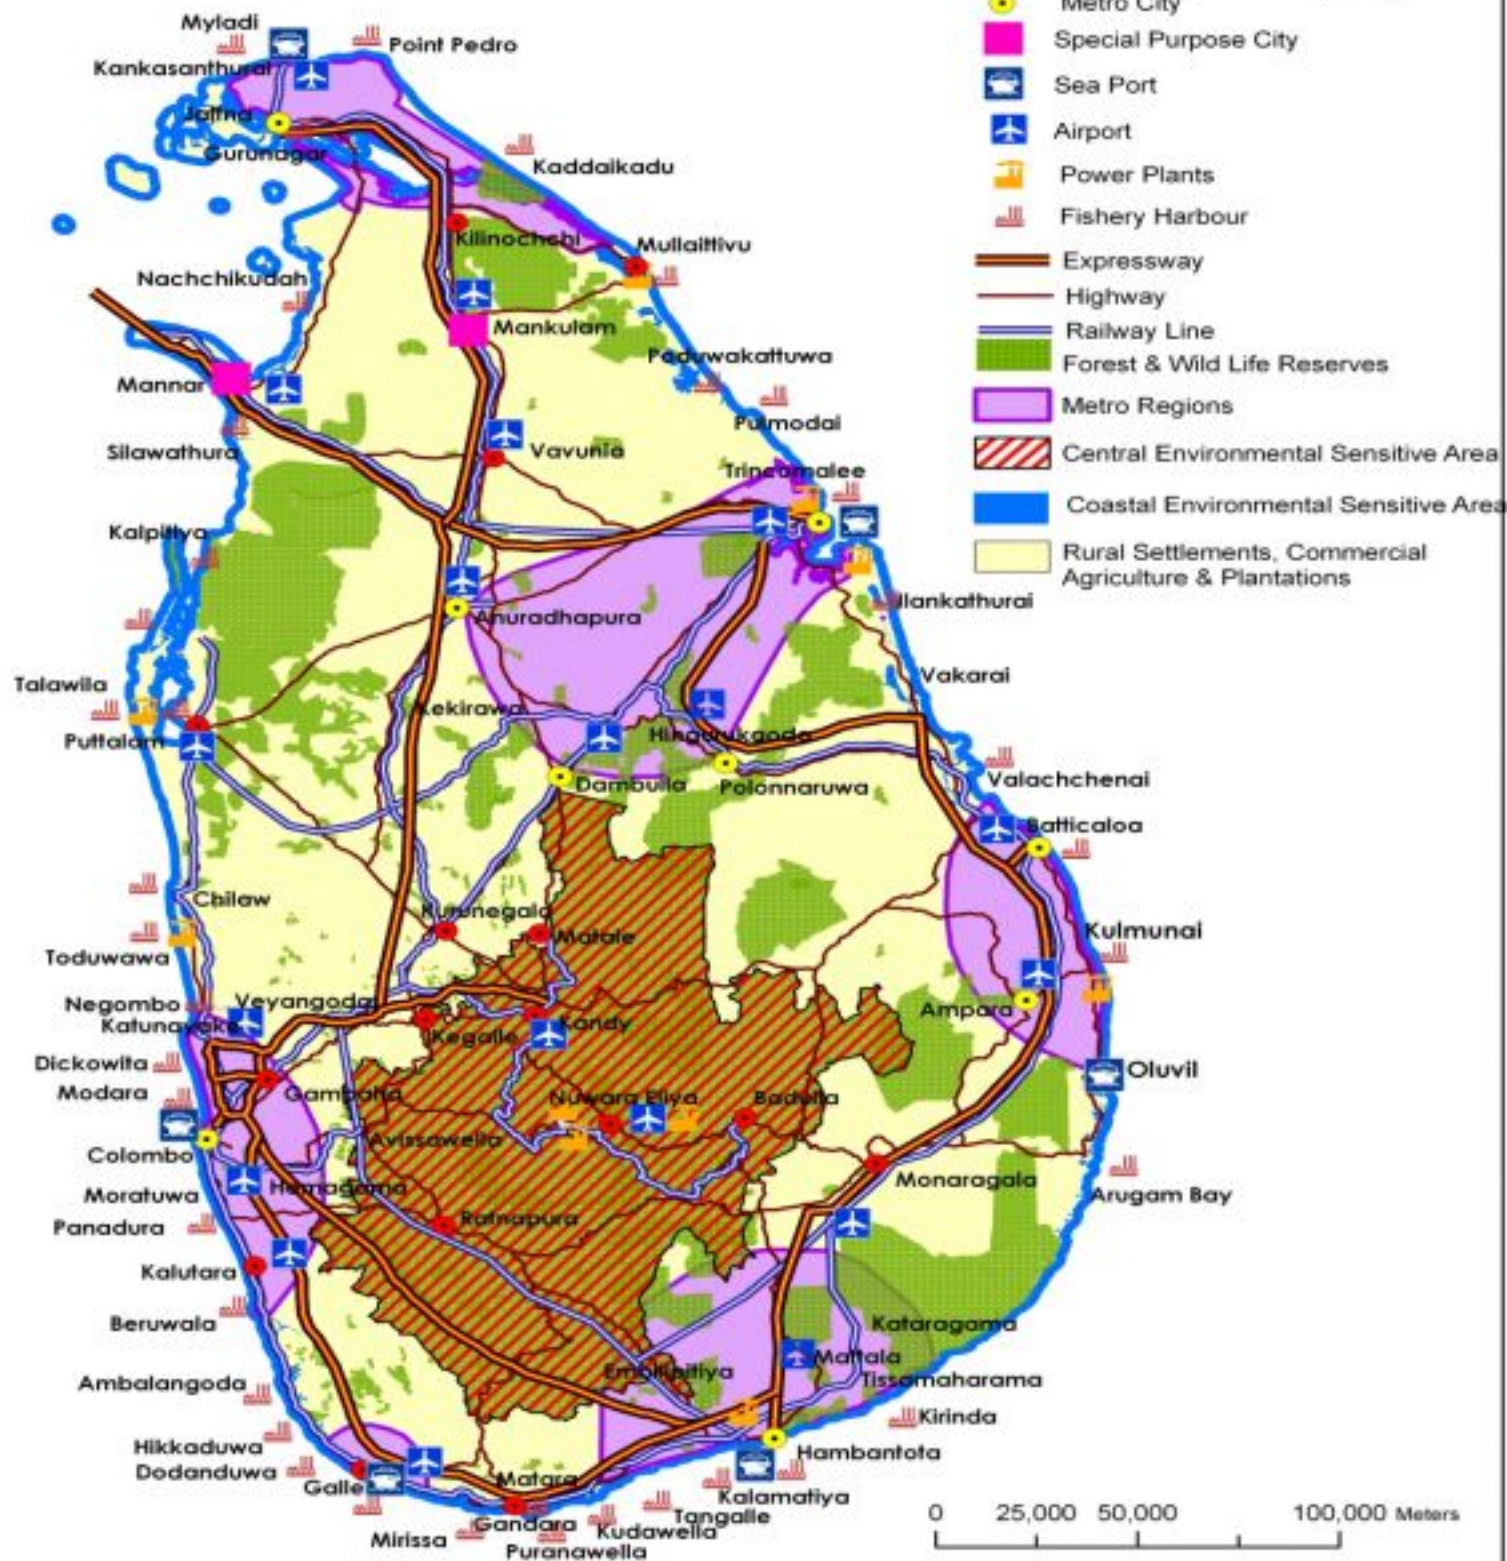 Metro City
Special Purpose City
Sea Port
Airport
Power Plants
Fishery Harbour
Expressway
Highway
Railway Line
Forest & Wild Life Reserves
Metro Regions
Central Environmental Sensitive Area
Coastal Environmental Sensitive Area
Rural Settlements, Commercial
Agriculture & Plantations
Myladi
Point Pedro
Kankasanthurai
Jaffna
Gurunagar
Kaddaikadu
Kilinochchi
Mullaittivu
Nachchikudah
Mankulam
Paduwakattuwa
Mannar
Pulmodai
Silawathura
Vavunia
Trincomalee
Kalpitiya
Ilankathurai
Anuradhapura
Vakarai
Talawila
Kekirawa
Puttalam
Hingurukgoda
Valachchenai
Dambulla
Polonnaruwa
Batticaloa
Chilaw
Kurunegala
Matale
Kulmunai
Toduwawa
Negombo
Veyangoda
Katunayake
Ampara
Kegalle
Kandy
Dickowita
Oluvil
Modara
Gampaha
Nuwara Eliya
Badulla
Avissawella
Colombo
Monaragala
Moratuwa
Homagama
Arugam Bay
Panadura
Ratnapura
Kalutara
Beruwala
Kataragama
Mattala
Embilipitiya
Tissamaharama
Ambalangoda
Kirinda
Hikkaduwa
Hambantota
Dodanduwa
Galle
Matara
Kalamatiya
Tangalle
Gandara
Kudawella
Mirissa
Puranawella
0 25,000 50,000 100,000 Meters